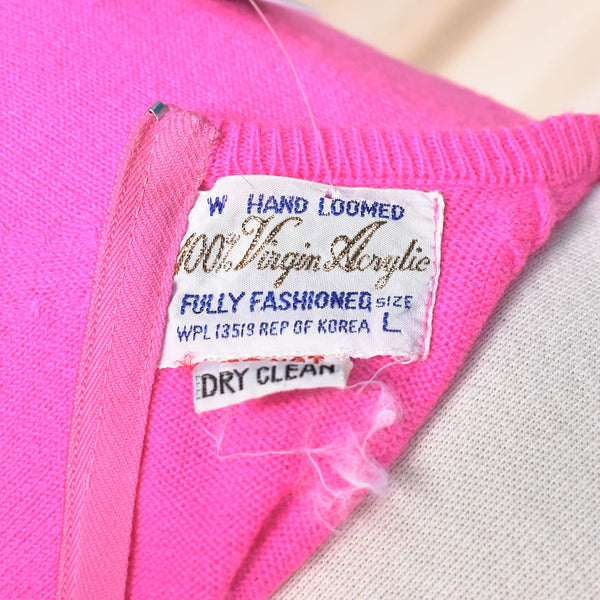 W HAND LOOMED
100% Virgin Acrylic
FULLY FASHIONED SIZE
WPL 13519 REP OF KOREA L
DRY CLEAN